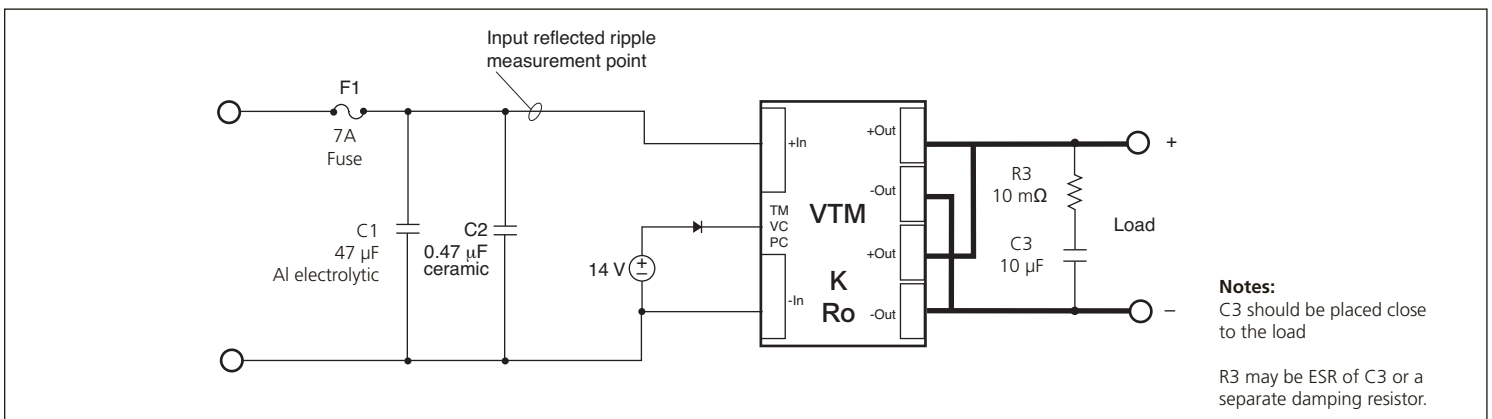 Input reflected ripple
measurement point
F1
7A
Fuse
C1
47 µF
Al electrolytic
C2
0.47 µF
ceramic
14 V
+
−
+In
TM
VC
PC
-In
VTM
K
Ro
+Out
-Out
+Out
-Out
+
R3
10 mΩ
C3
10 µF
Load
–
Notes:
C3 should be placed close
to the load
R3 may be ESR of C3 or a
separate damping resistor.